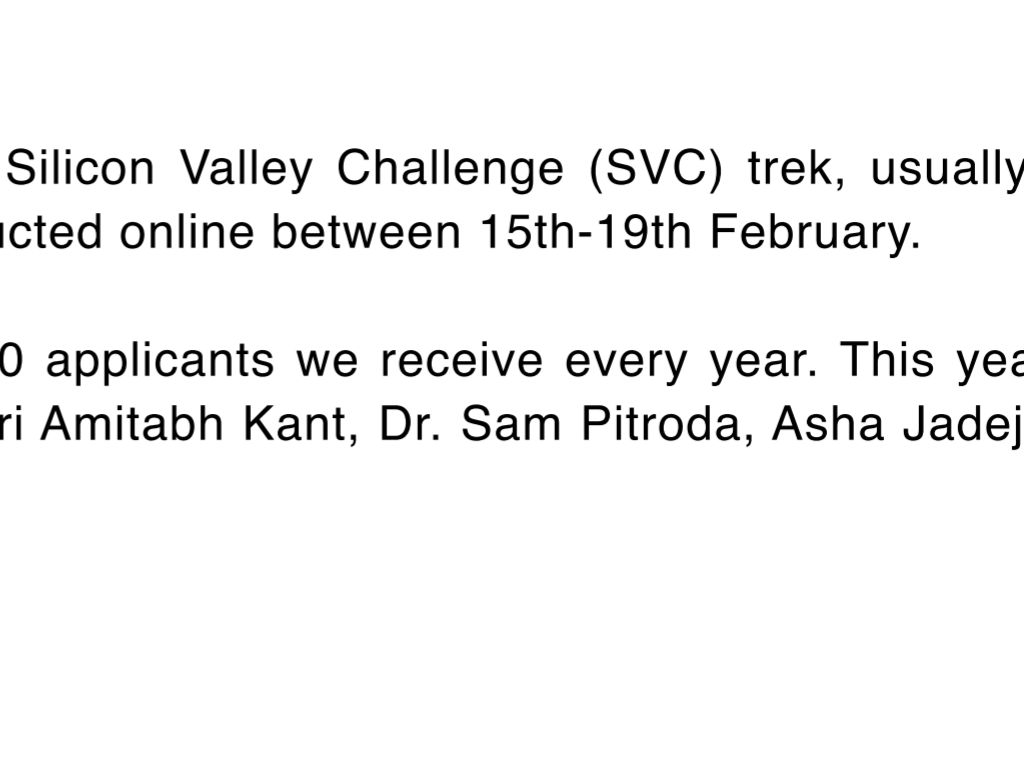 Silicon Valley Challenge (SVC) trek, usually
ucted online between 15th-19th February.
0 applicants we receive every year. This yea
ri Amitabh Kant, Dr. Sam Pitroda, Asha Jadej